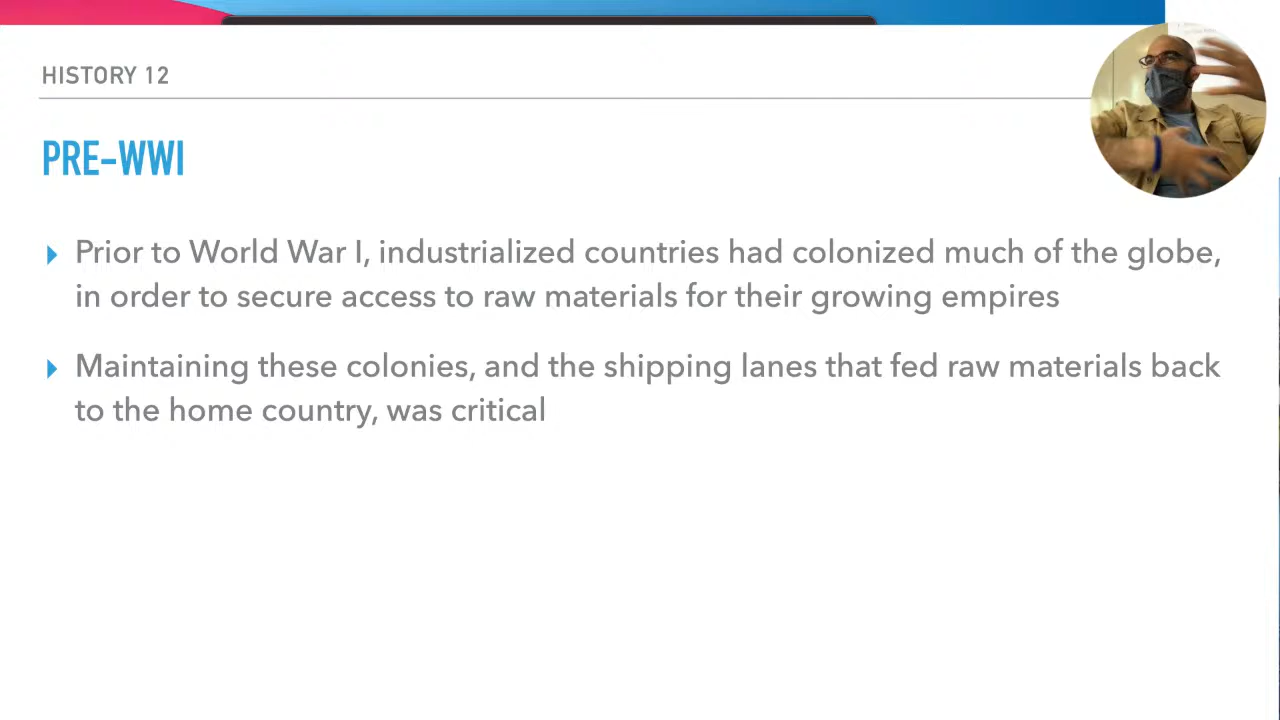 HISTORY 12
PRE-WWI
Prior to World War I, industrialized countries had colonized much of the globe,
in order to secure access to raw materials for their growing empires
Maintaining these colonies, and the shipping lanes that fed raw materials back
to the home country, was critical